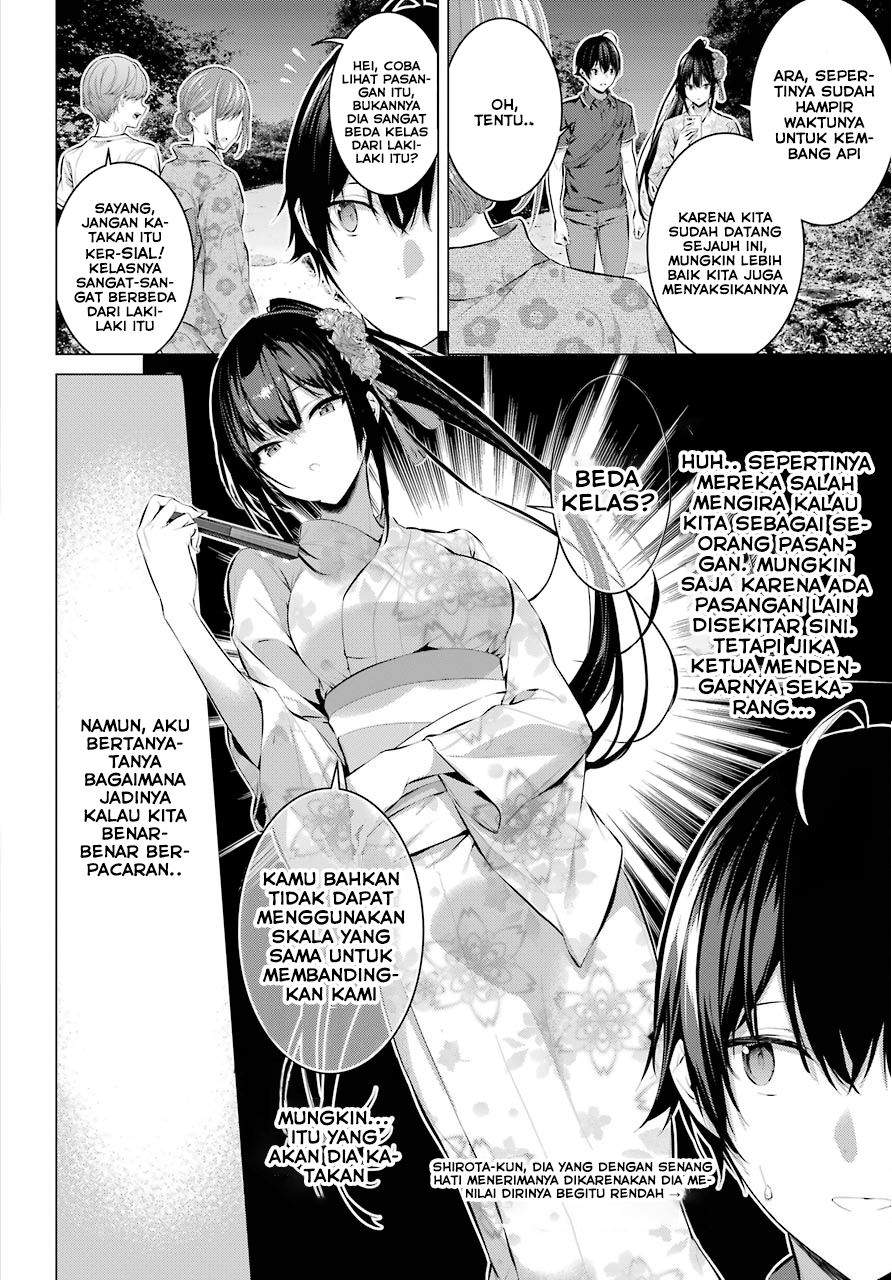 ARA, SEPER-
TINYA SUDAH
HAMPIR
WAKTUNYA
UNTUK KEM-
BANG API
KARENA KITA
SUDAH DATANG
SEJAUH INI,
MUNGKIN LEBIH
BAIK KITA JUGA
MENYAKSIKANNYA
OH,
TENTU..
HEI, COBA
LIHAT PASAN-
GAN ITU,
BUKANNYA
DIA SANGAT
BEDA KELAS
DARI LAKI-
LAKI ITU?
SAYANG,
JANGAN KA-
TAKAN ITU
KER-SIAL!
KELASNYA
SANGAT-SAN-
GAT BERBEDA
DARI LAKI-
LAKI ITU
HUH.. SEPERTINYA
MEREKA SALAH
MENGIRA KALAU
KITA SEBAGAI SE-
ORANG PASAN-
GAN. MUNGKIN
SAJA KARENA ADA
PASANGAN LAIN
DISEKITAR SINI.
TETAPI JIKA
KETUA MENDEN-
GARNYA SEKA-
RANG...
BEDA
KELAS?
KAMU BAHKAN
TIDAK DAPAT
MENGGUNAKAN
SKALA YANG
SAMA UNTUK
MEMBANDING-
KAN KAMI
MUNGKIN...
ITU YANG
AKAN DIA KA-
TAKAN
SHIROTA-KUN, DIA YANG DENGAN SENANG
HATI MENERIMANYA DIKARENAKAN DIA ME-
NILAI DIRINYA BEGITU RENDAH →
NAMUN, AKU
BERTANYA-
TANYA
BAGAIMANA
JADINYA
KALAU KITA
BENAR-
BENAR BER-
PACARAN..